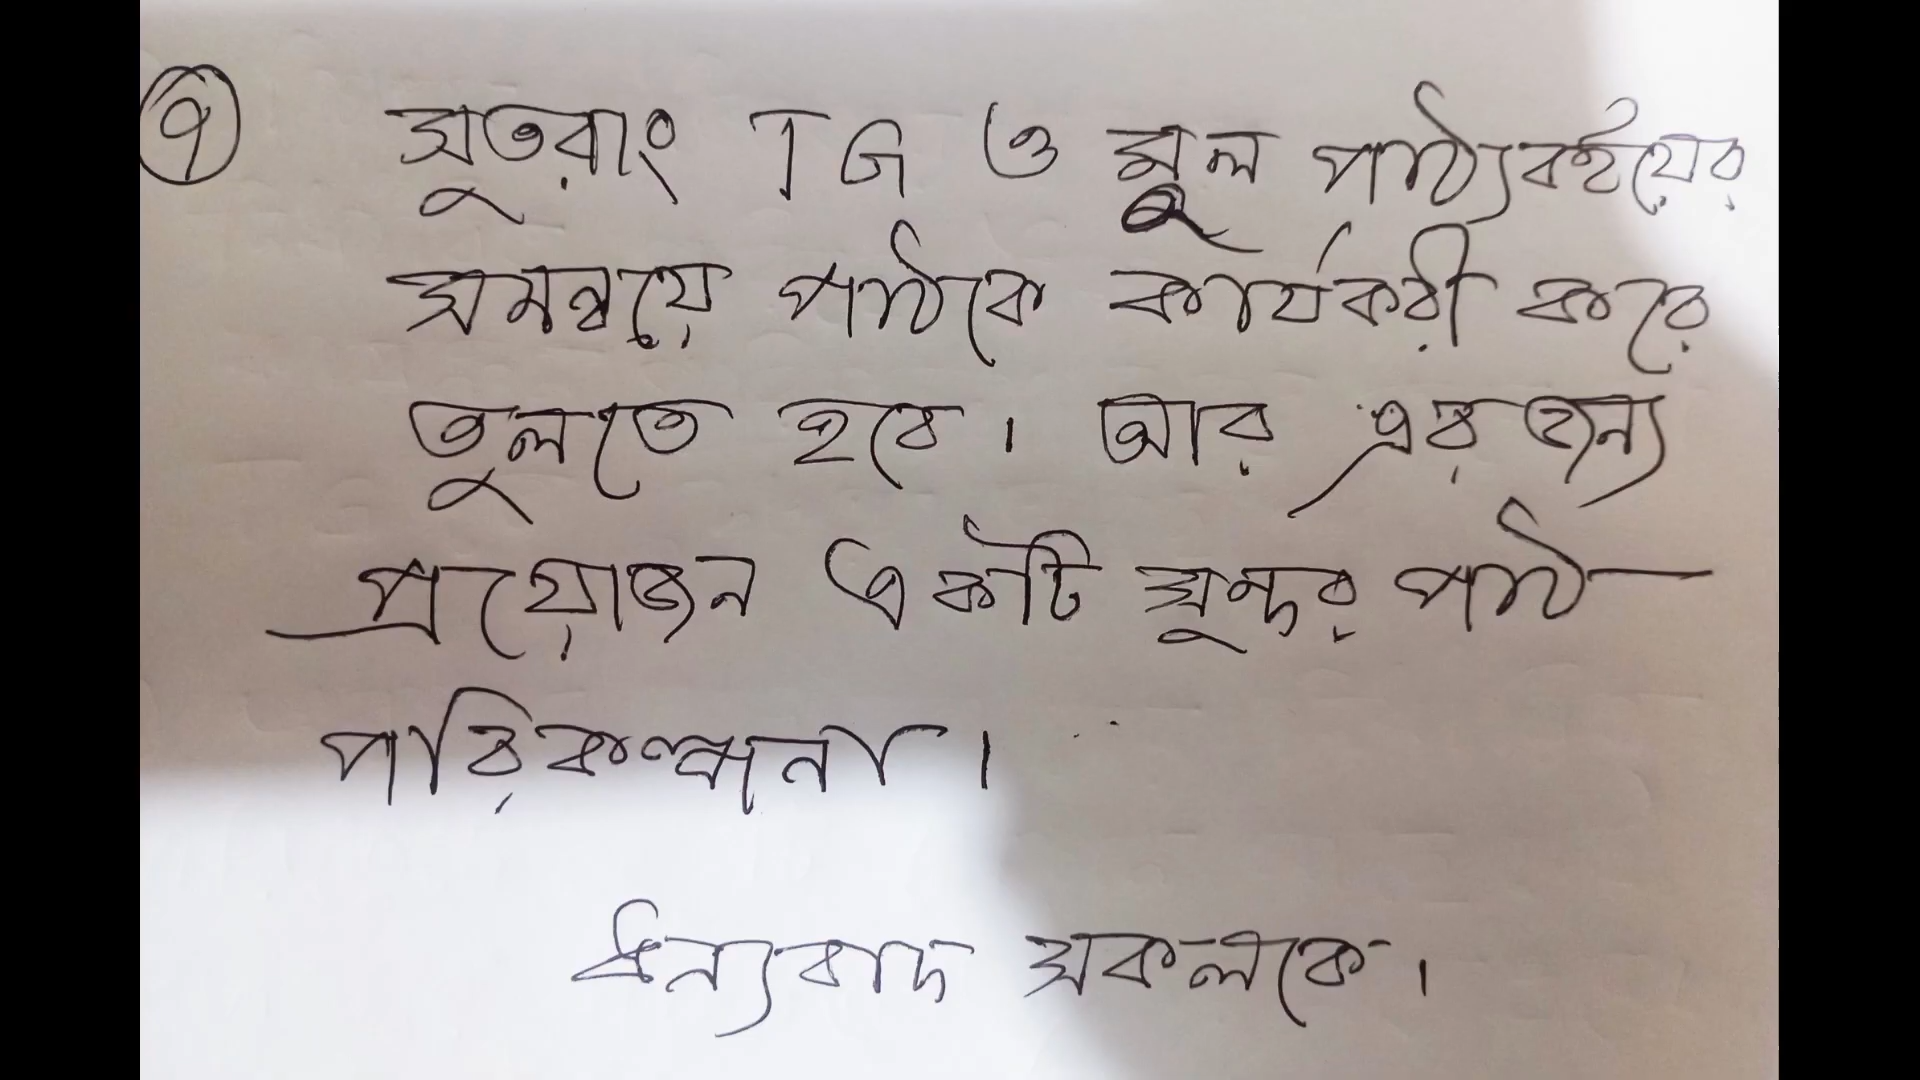 ৭ সুতরাং TG ও মুল পাঠ্যবইয়ের
সমন্বয়ে পাঠকে কার্যকরী করে
তুলতে হবে। আর এর জন্য
প্রয়োজন একটি সুন্দর পাঠ-
পরিকল্পনা।
ধন্যবাদ সকলকে।